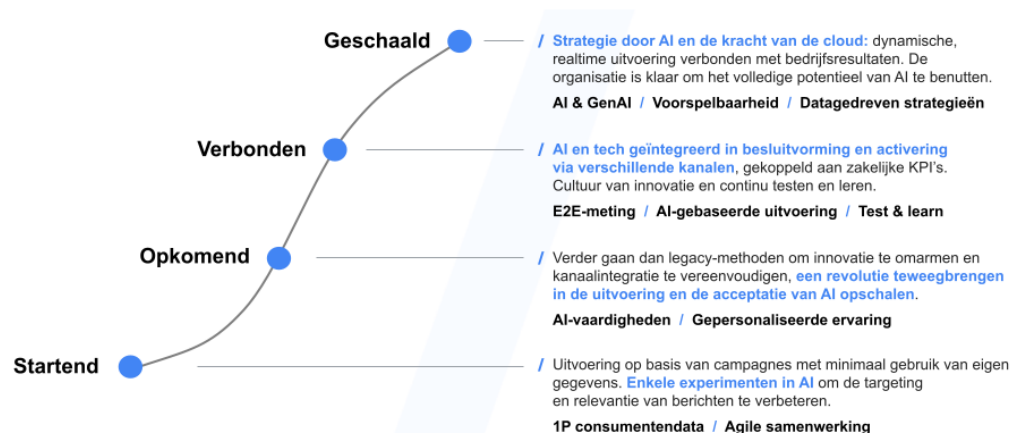 Geschaald
/ Strategie door AI en de kracht van de cloud: dynamische,
realtime uitvoering verbonden met bedrijfsresultaten. De
organisatie is klaar om het volledige potentieel van AI te benutten.
AI & GenAI / Voorspelbaarheid / Datagedreven strategieën
Verbonden
/ AI en tech geïntegreerd in besluitvorming en activering
via verschillende kanalen, gekoppeld aan zakelijke KPI's.
Cultuur van innovatie en continu testen en leren.
E2E-meting / AI-gebaseerde uitvoering / Test & learn
Opkomend
/ Verder gaan dan legacy-methoden om innovatie te omarmen en
kanaalintegratie te vereenvoudigen, een revolutie teweegbrengen
in de uitvoering en de acceptatie van AI opschalen.
AI-vaardigheden / Gepersonaliseerde ervaring
Startend
/ Uitvoering op basis van campagnes met minimaal gebruik van eigen
gegevens. Enkele experimenten in AI om de targeting
en relevantie van berichten te verbeteren.
1P consumentendata / Agile samenwerking